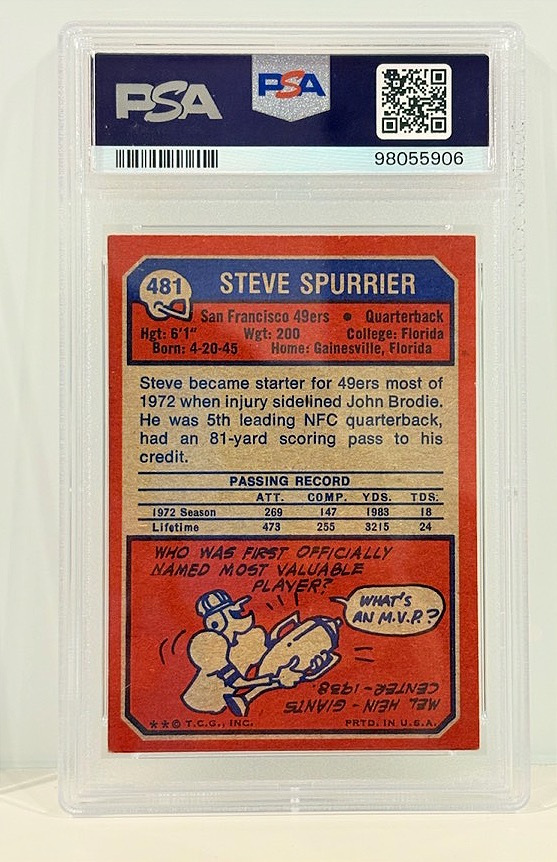 PSA
PSA
98055906
481
STEVE SPURRIER
San Francisco 49ers • Quarterback
Hgt: 6'1" Wgt: 200 College: Florida
Born: 4-20-45 Home: Gainesville, Florida
Steve became starter for 49ers most of
1972 when injury sidelined John Brodie.
He was 5th leading NFC quarterback,
had an 81-yard scoring pass to his
credit.
PASSING RECORD
ATT. COMP. YDS. TDS.
1972 Season 269 147 1983 18
Lifetime 473 255 3215 24
WHO WAS FIRST OFFICIALLY
NAMED MOST VALUABLE
PLAYER?
WHAT'S
AN M.V.P.?
MEL HEIN - GIANTS
CENTER - 1938
**© T.C.G., INC. PRTD. IN U.S.A.